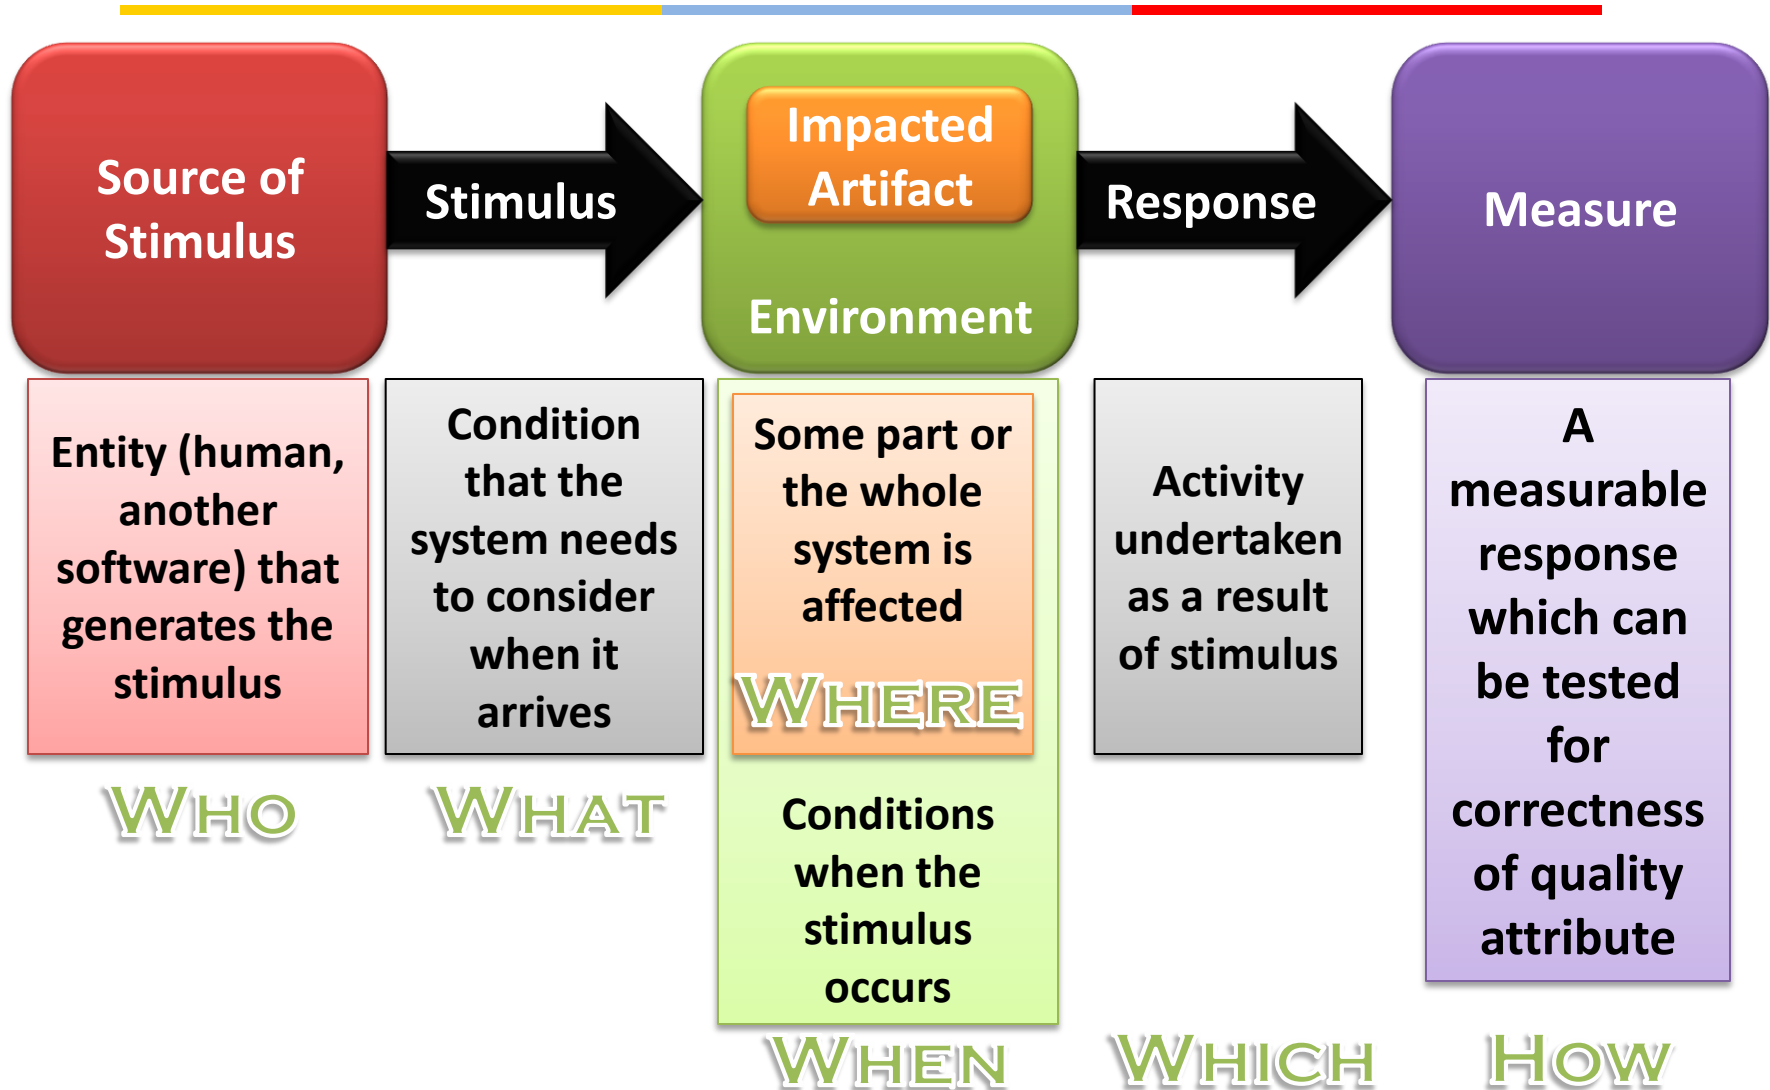 Source of
Stimulus
Stimulus
Impacted
Artifact
Environment
Response
Measure
Entity (human,
another
software) that
generates the
stimulus
WHO
Condition
that the
system needs
to consider
when it
arrives
WHAT
Some part or
the whole
system is
affected
WHERE
Conditions
when the
stimulus
occurs
WHEN
Activity
undertaken
as a result
of stimulus
WHICH
A
measurable
response
which can
be tested
for
correctness
of quality
attribute
HOW